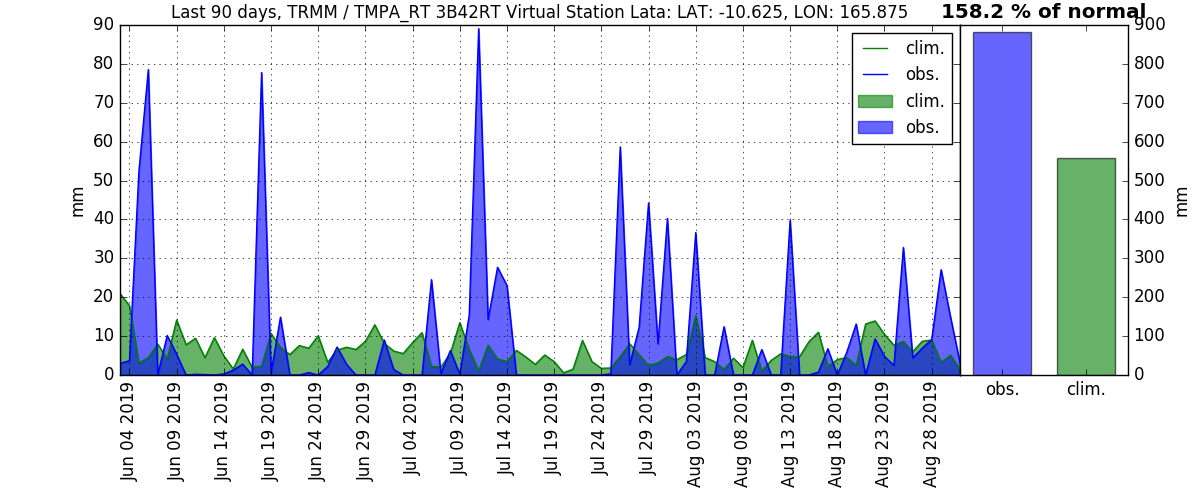 Last 90 days, TRMM / TMPA_RT 3B42RT Virtual Station Lata: LAT: -10.625, LON: 165.875
158.2 % of normal
90
80
70
60
50
40
30
20
10
0
mm
clim.
obs.
clim.
obs.
900
800
700
600
500
400
300
200
100
0
mm
Jun 04 2019
Jun 09 2019
Jun 14 2019
Jun 19 2019
Jun 24 2019
Jun 29 2019
Jul 04 2019
Jul 09 2019
Jul 14 2019
Jul 19 2019
Jul 24 2019
Jul 29 2019
Aug 03 2019
Aug 08 2019
Aug 13 2019
Aug 18 2019
Aug 23 2019
Aug 28 2019
obs.
clim.